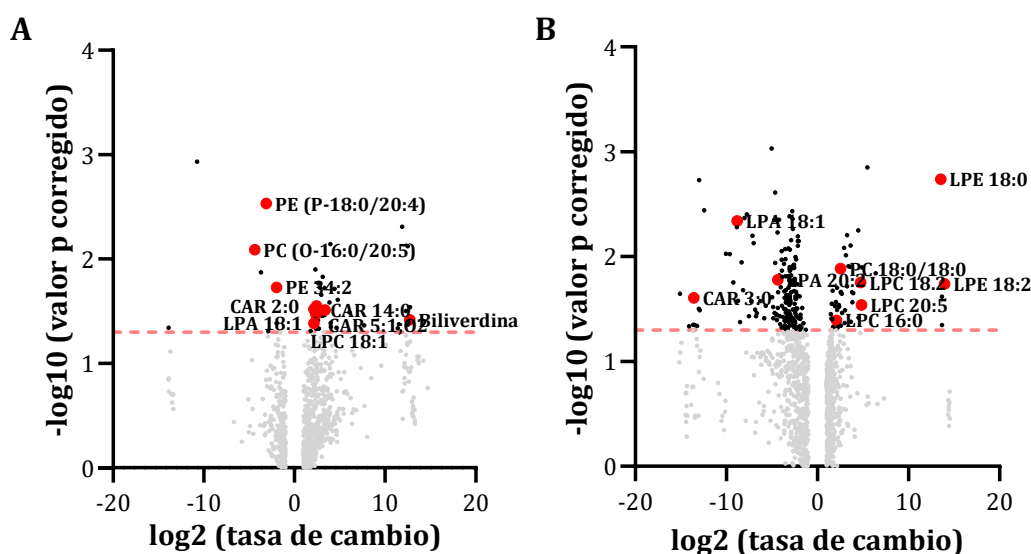 A
-log10 (valor p corregido)
4
3
2
1
0
PE (P-18:0/20:4)
PC (O-16:0/20:5)
PE 34:2
CAR 2:0
CAR 14:0
LPA 18:1
CAR 5:1;O2
Biliverdina
LPC 18:1
-20
-10
0
10
20
log2 (tasa de cambio)
B
-log10 (valor p corregido)
4
3
2
1
0
LPE 18:0
LPA 18:1
PC 18:0/18:0
LPC 18:2
LPE 18:2
CAR 3:0
LPC 20:5
LPC 16:0
-20
-10
0
10
20
log2 (tasa de cambio)